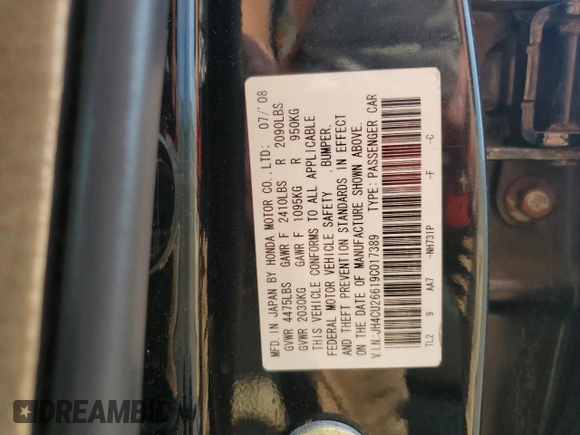 MFD. IN JAPAN BY HONDA MOTOR CO., LTD: 07/'08
GVWR 4475LBS GAWR F 2410LBS R 2090LBS
GVWR 2030KG GAWR F 1095KG R 950KG
THIS VEHICLE CONFORMS TO ALL APPLICABLE
FEDERAL MOTOR VEHICLE SAFETY , BUMPER,
AND THEFT PREVENTION STANDARDS IN EFFECT
ON THE DATE OF MANUFACTURE SHOWN ABOVE.
V.I.N.:JH4CU26619C017389 TYPE: PASSENGER CAR
TL2 9 AA7 -NH731P -F -C
DREAMBID